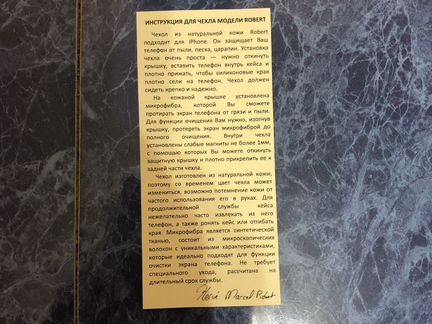 ИНСТРУКЦИЯ ДЛЯ ЧЕХЛА МОДЕЛИ ROBERT
Чехол из натуральной кожи Robert
подходит для iPhone. Он защищает Ваш
телефон от пыли, песка, царапин. Установка
чехла очень проста — нужно откинуть
крышку, вставить телефон внутрь кейса и
плотно прижать, чтобы силиконовые края
плотно сели на телефон. Чехол должен
сидеть крепко и надежно.
На кожаной крышке установлена
микрофибра, которой Вы сможете
протирать экран телефона от грязи и пыли.
Для функции очищения Вам нужно, изогнув
крышку, протереть экран микрофиброй до
полного очищения. Внутри чехла
установлены слабые магниты не более 1мм,
с помощью которых Вы можете откинуть
заднюю крышку и плотно прикрепить ее к
задней части чехла.
Чехол изготовлен из натуральной кожи,
поэтому со временем цвет чехла может
измениться, возможно потемнение кожи от
частого использования его в руках. Для
продолжительной службы кейса
нежелательно часто извлекать из него
телефон, а также ронять кейс или отгибать
края Микрофибра является синтетической
тканью, состоит из микроскопических
волокон с уникальными характеристиками,
которые идеально подходят для функции
очистки экрана телефона. Не требует
специального ухода, рассчитана на
длительный срок службы.
Marcel Robert